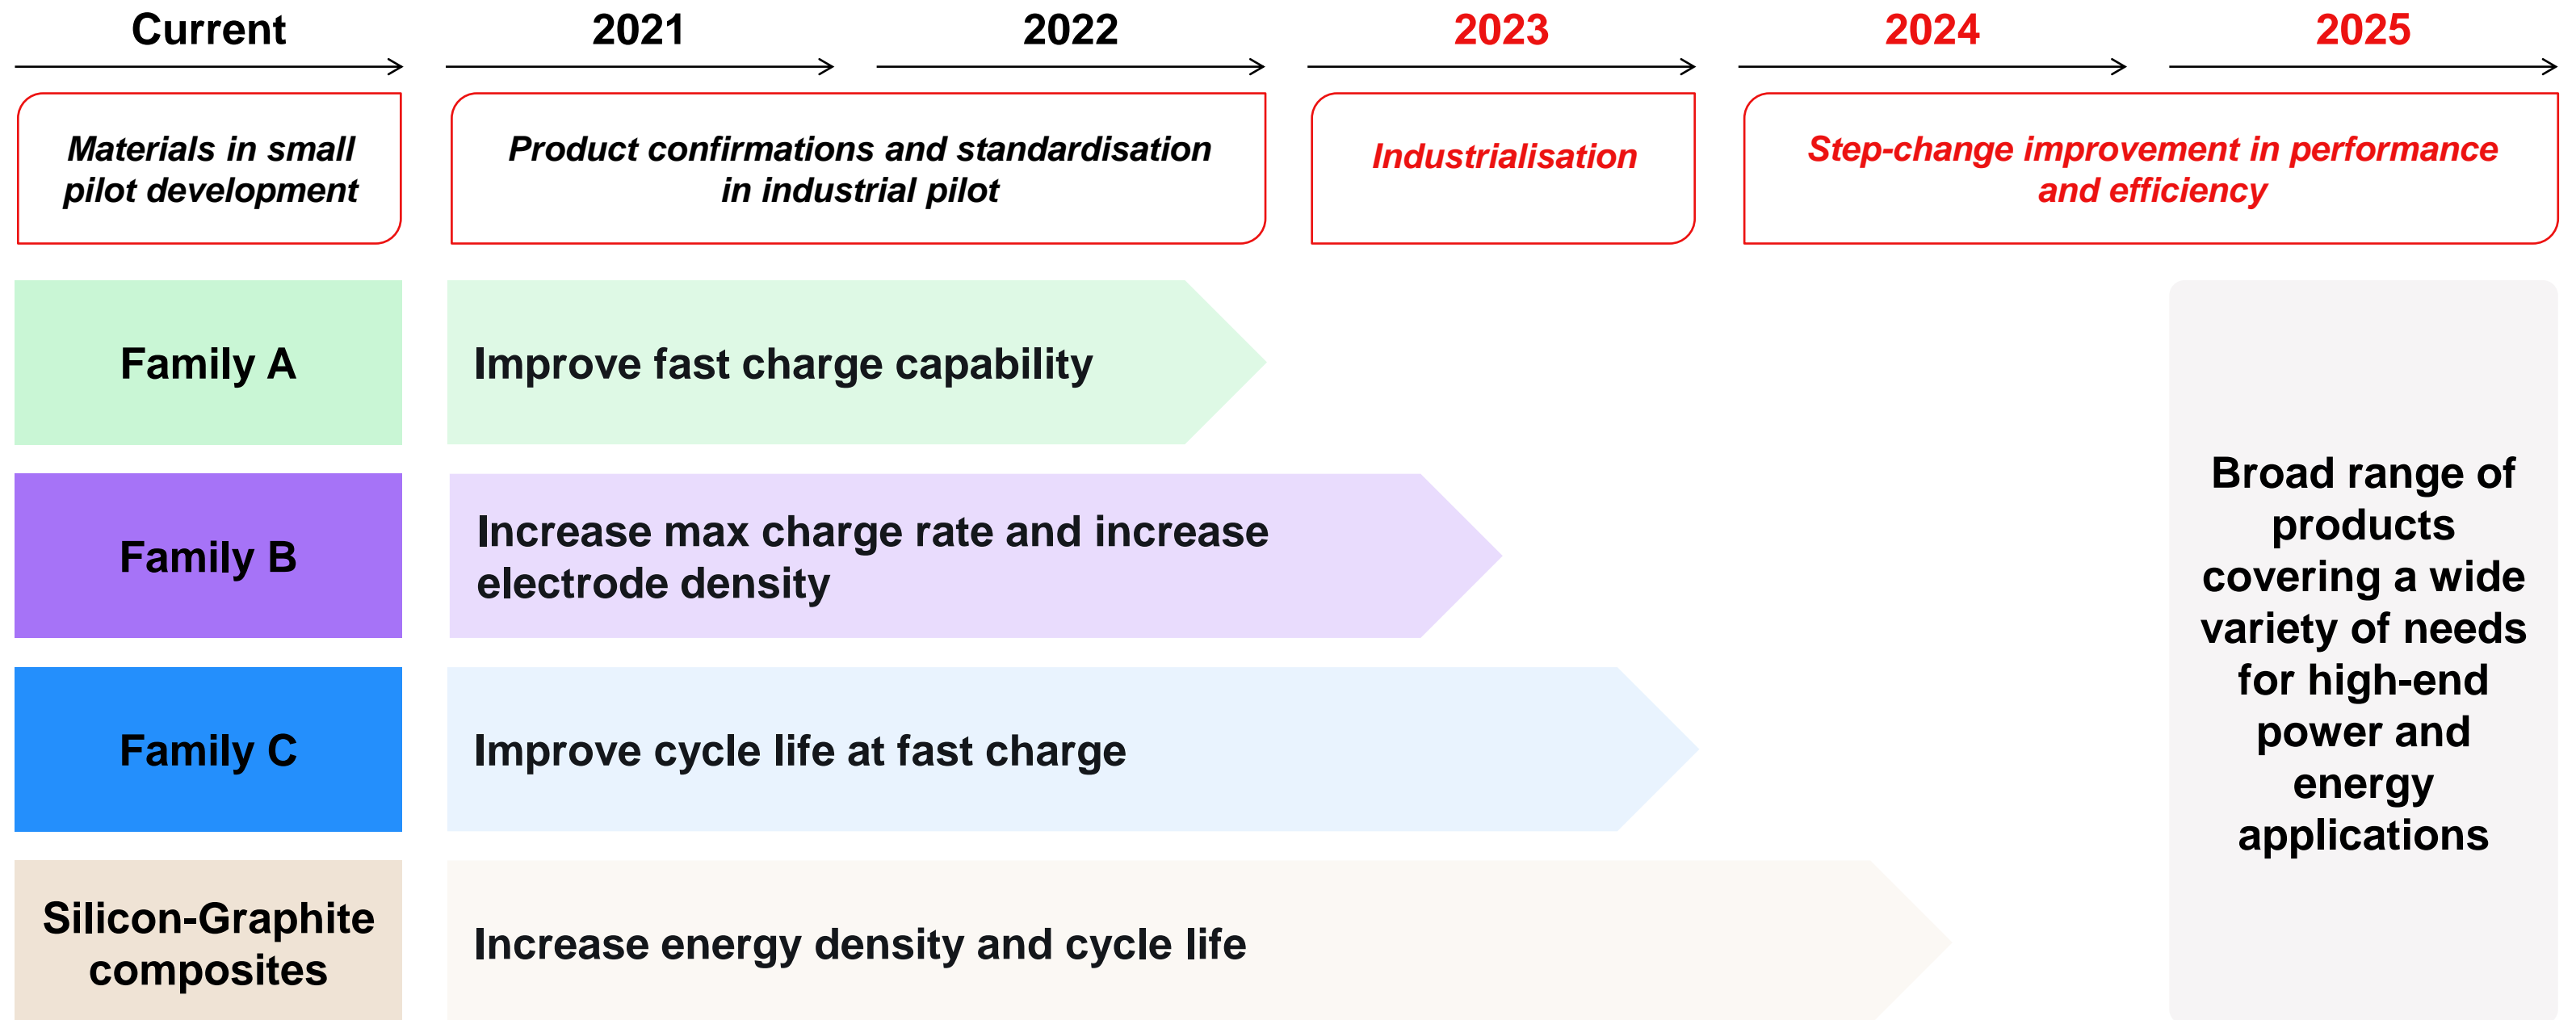 Current
2021
2022
2023
2024
2025
Materials in small
pilot development
Product confirmations and standardisation
in industrial pilot
Industrialisation
Step-change improvement in performance
and efficiency
Family A
Improve fast charge capability
Family B
Increase max charge rate and increase
electrode density
Family C
Improve cycle life at fast charge
Silicon-Graphite
composites
Increase energy density and cycle life
Broad range of
products
covering a wide
variety of needs
for high-end
power and
energy
applications